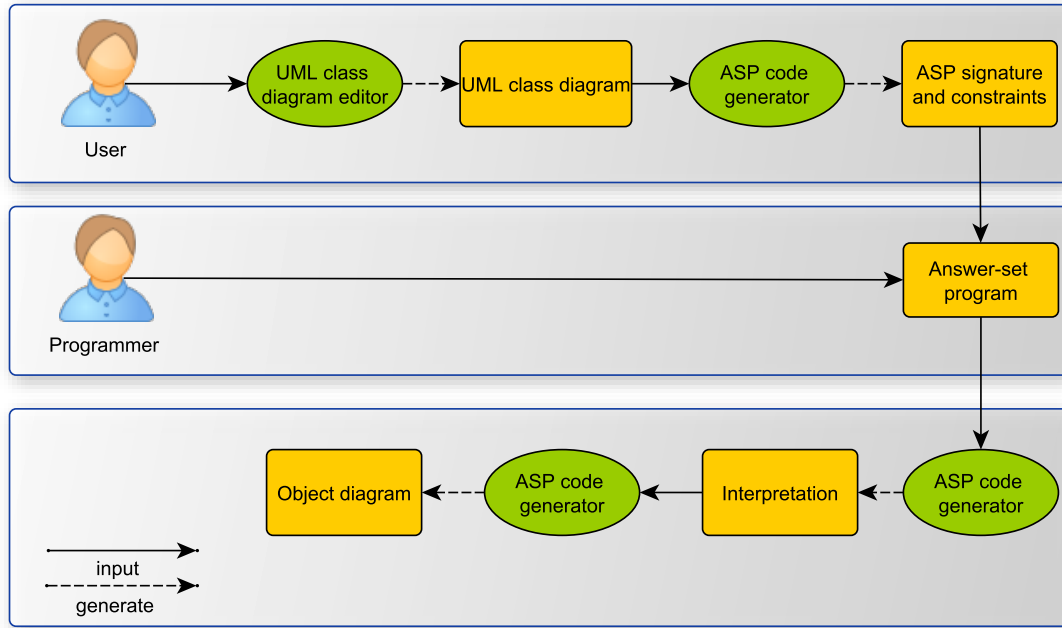 UML class
diagram editor
UML class diagram
ASP code
generator
ASP signature
and constraints
User
Answer-set
program
Programmer
Object diagram
ASP code
generator
Interpretation
ASP code
generator
input
generate